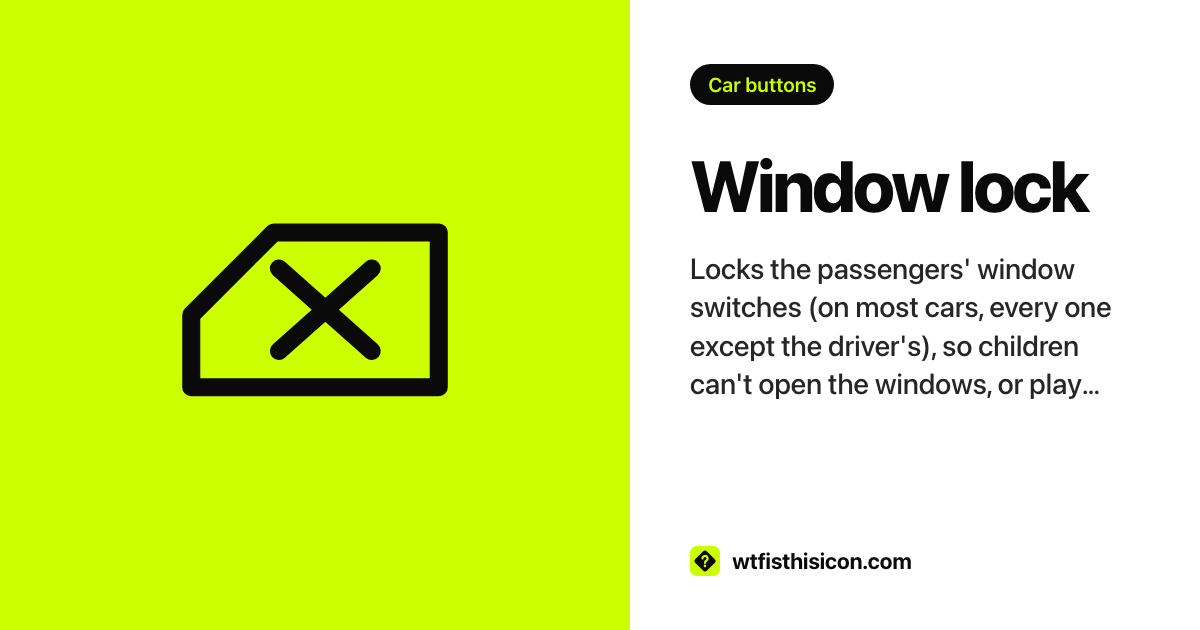 Car buttons
Window lock
Locks the passengers' window
switches (on most cars, every one
except the driver's), so children
can't open the windows, or play...
?
wtfisthisicon.com